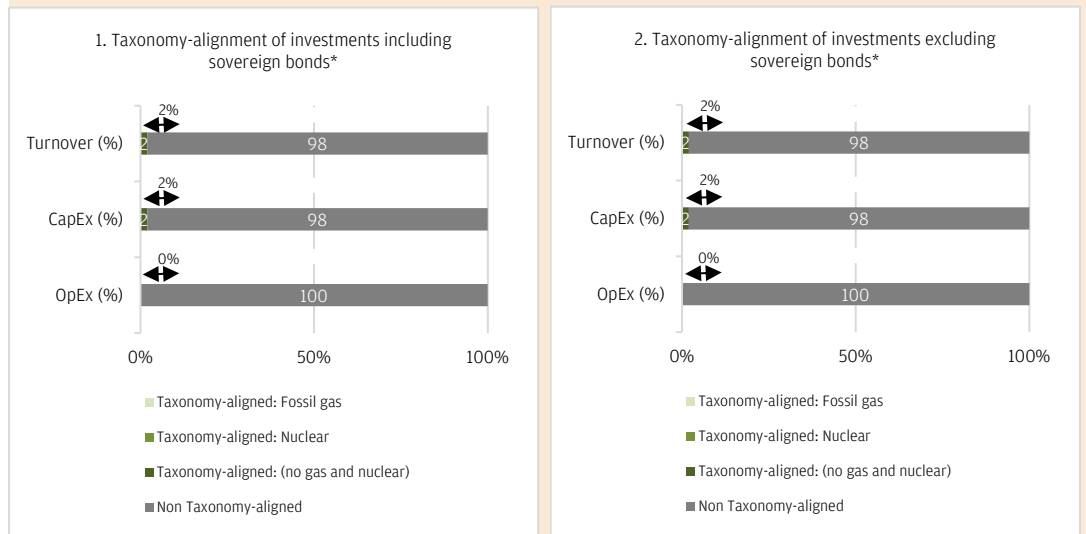 1. Taxonomy-alignment of investments including
sovereign bonds*
2%
Turnover (%)
2
98
2%
CapEx (%)
2
98
0%
OpEx (%)
100
0%
50%
100%
Taxonomy-aligned: Fossil gas
Taxonomy-aligned: Nuclear
Taxonomy-aligned: (no gas and nuclear)
Non Taxonomy-aligned
2. Taxonomy-alignment of investments excluding
sovereign bonds*
2%
Turnover (%)
2
98
2%
CapEx (%)
2
98
0%
OpEx (%)
100
0%
50%
100%
Taxonomy-aligned: Fossil gas
Taxonomy-aligned: Nuclear
Taxonomy-aligned: (no gas and nuclear)
Non Taxonomy-aligned